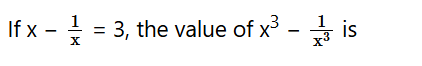 If x − 1/x = 3, the value of x³ − 1/x³ is